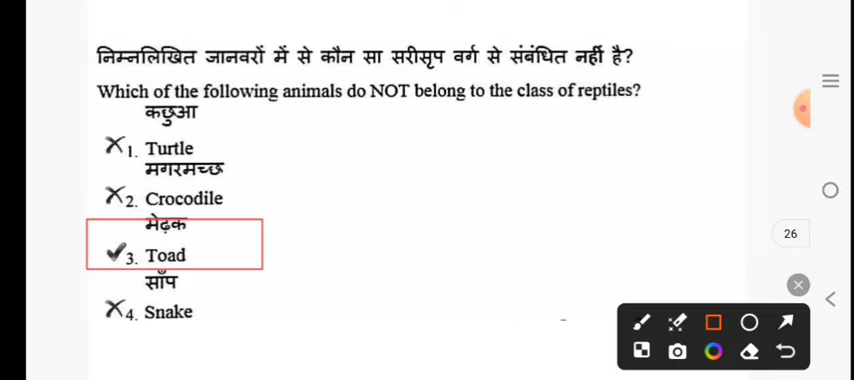 निम्नलिखित जानवरों में से कौन सा सरीसृप वर्ग से संबंधित नहीं है?
Which of the following animals do NOT belong to the class of reptiles?
कछुआ
1. Turtle
मगरमच्छ
2. Crocodile
मेढ़क
3. Toad
साँप
4. Snake
26